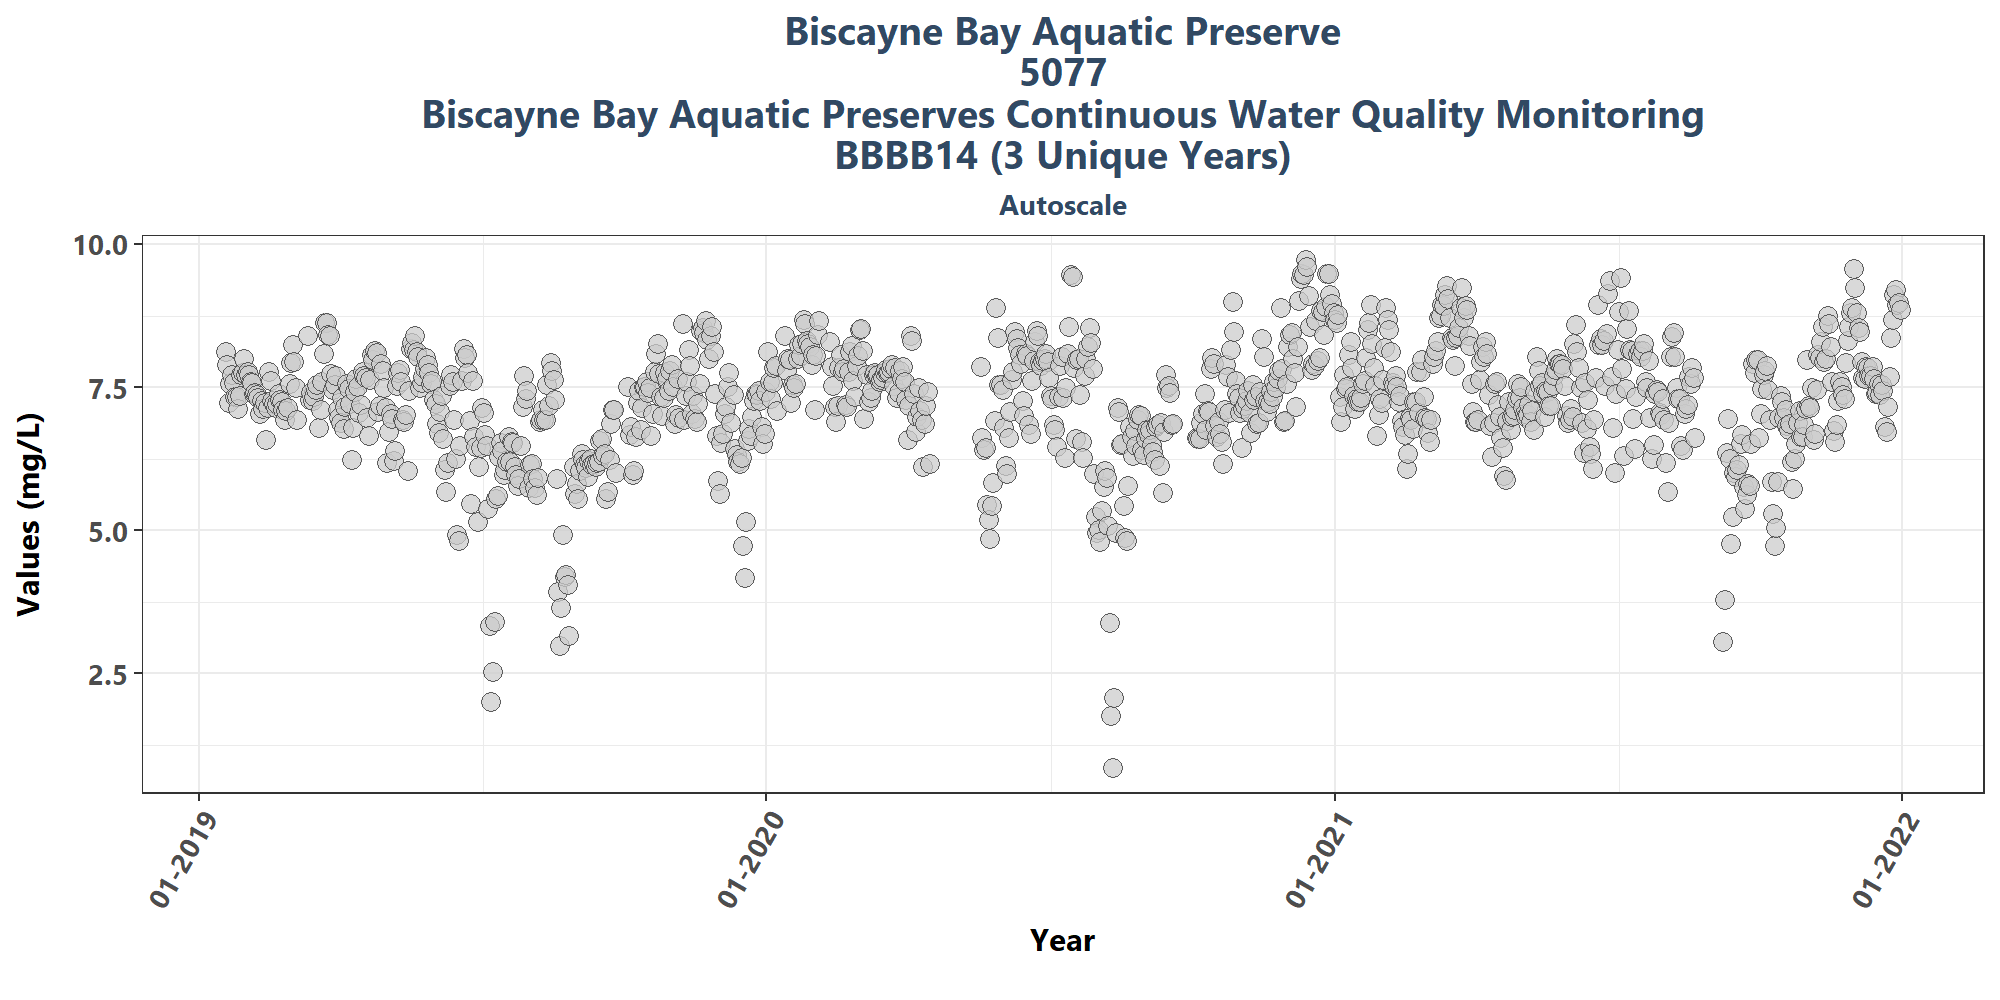 Biscayne Bay Aquatic Preserve
5077
Biscayne Bay Aquatic Preserves Continuous Water Quality Monitoring
BBBB14 (3 Unique Years)
Autoscale
Values (mg/L)
10.0
7.5
5.0
2.5
01-2019
01-2020
01-2021
01-2022
Year